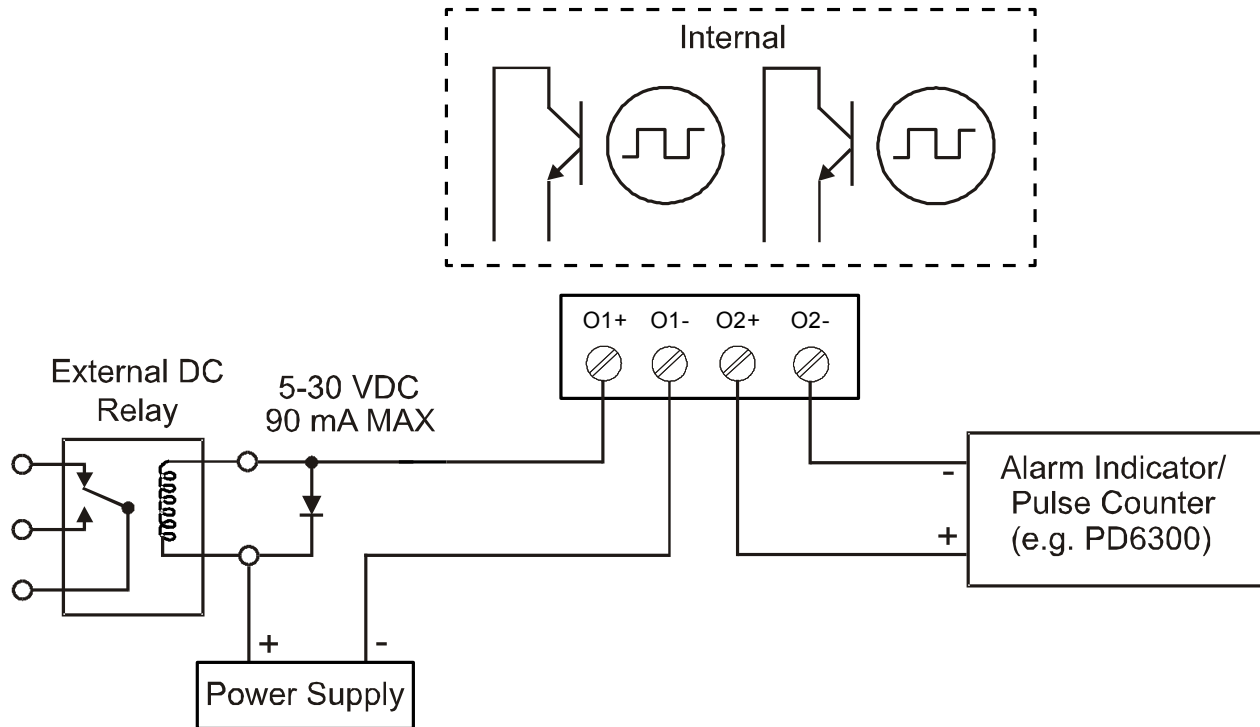 Internal
O1+ O1- O2+ O2-
External DC
Relay
5-30 VDC
90 mA MAX
-
+
Alarm Indicator/
Pulse Counter
(e.g. PD6300)
+ -
Power Supply